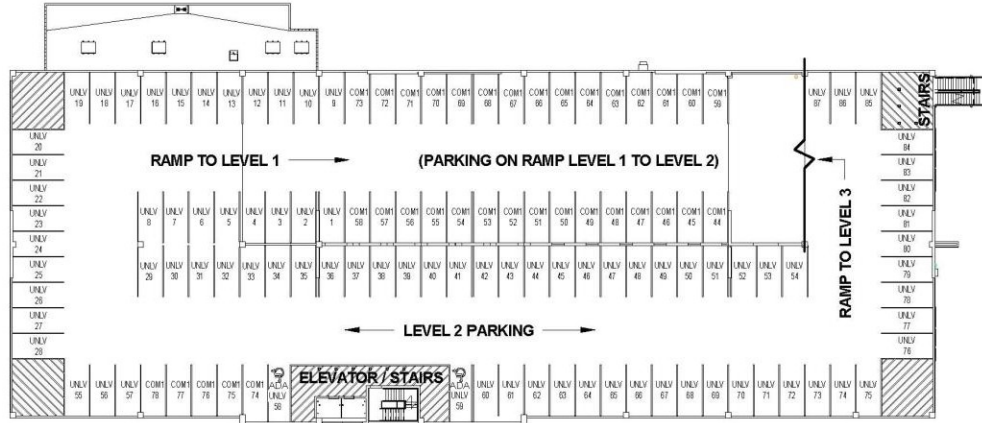 UNLV 19 UNLV 18 UNLV 17 UNLV 16 UNLV 15 UNLV 14 UNLV 13 UNLV 12 UNLV 11 UNLV 10 UNLV 9 COM1 73 COM1 72 COM1 71 COM1 70 COM1 69 COM1 68 COM1 67 COM1 66 COM1 65 COM1 64 COM1 63 COM1 62 COM1 61 COM1 60 COM1 59 UNLV 87 UNLV 86 UNLV 85
STAIRS
UNLV 20
UNLV 21
UNLV 22
UNLV 23
UNLV 24
UNLV 25
UNLV 26
UNLV 27
UNLV 28
RAMP TO LEVEL 1
(PARKING ON RAMP LEVEL 1 TO LEVEL 2)
RAMP TO LEVEL 3
UNLV 84
UNLV 83
UNLV 82
UNLV 81
UNLV 80
UNLV 79
UNLV 78
UNLV 77
UNLV 76
UNLV 8 UNLV 7 UNLV 6 UNLV 5 UNLV 4 UNLV 3 UNLV 2 UNLV 1 COM1 58 COM1 57 COM1 56 COM1 55 COM1 54 COM1 53 COM1 52 COM1 51 COM1 50 COM1 49 COM1 48 COM1 47 COM1 46 COM1 45 COM1 44
UNLV 29 UNLV 30 UNLV 31 UNLV 32 UNLV 33 UNLV 34 UNLV 35 UNLV 36 UNLV 37 UNLV 38 UNLV 39 UNLV 40 UNLV 41 UNLV 42 UNLV 43 UNLV 44 UNLV 45 UNLV 46 UNLV 47 UNLV 48 UNLV 49 UNLV 50 UNLV 51 UNLV 52 UNLV 53 UNLV 54
LEVEL 2 PARKING
ELEVATOR / STAIRS
UNLV 55 UNLV 56 UNLV 57 COM1 78 COM1 77 COM1 76 COM1 75 COM1 74 ADA UNLV 58 ADA UNLV 59 UNLV 60 UNLV 61 UNLV 62 UNLV 63 UNLV 64 UNLV 65 UNLV 66 UNLV 67 UNLV 68 UNLV 69 UNLV 70 UNLV 71 UNLV 72 UNLV 73 UNLV 74 UNLV 75